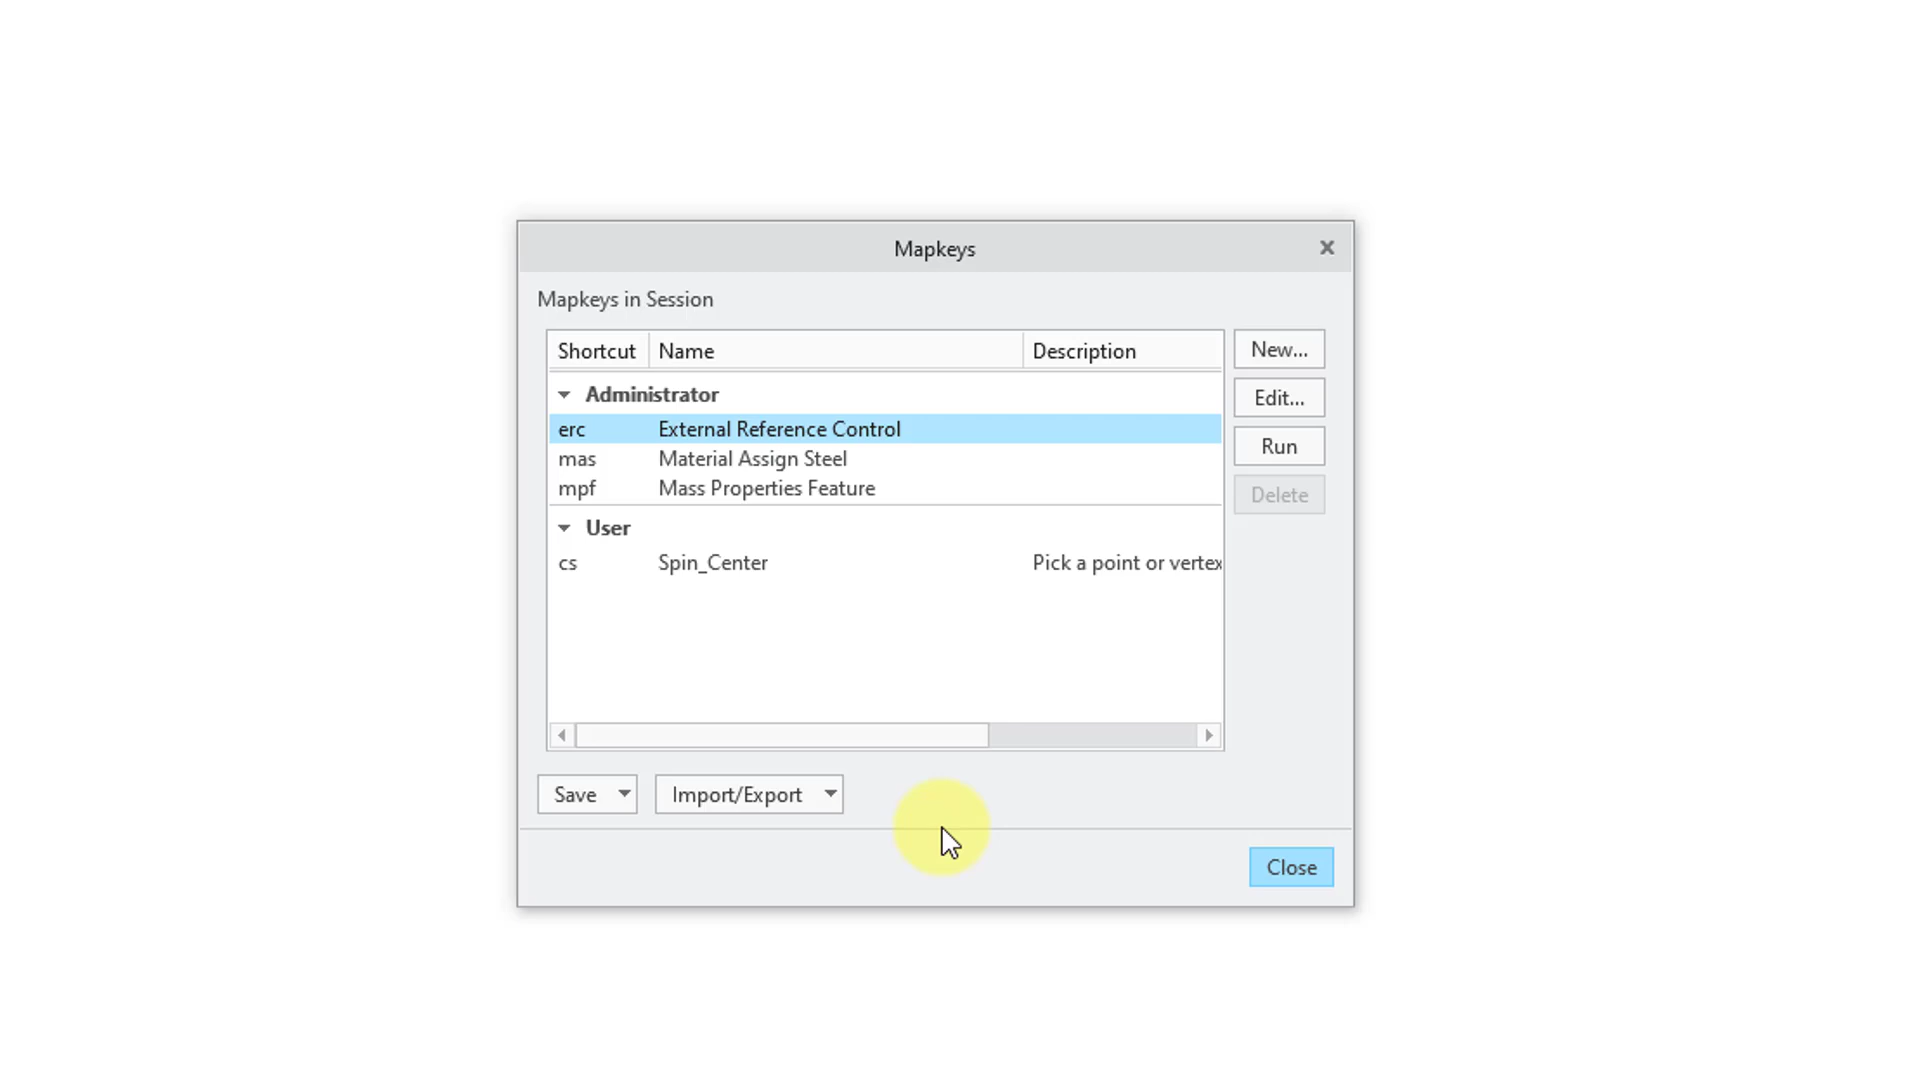 Mapkeys
Mapkeys in Session
Shortcut Name Description
Administrator
erc External Reference Control
mas Material Assign Steel
mpf Mass Properties Feature
User
cs Spin_Center Pick a point or vertex
New...
Edit...
Run
Delete
Save Import/Export
Close